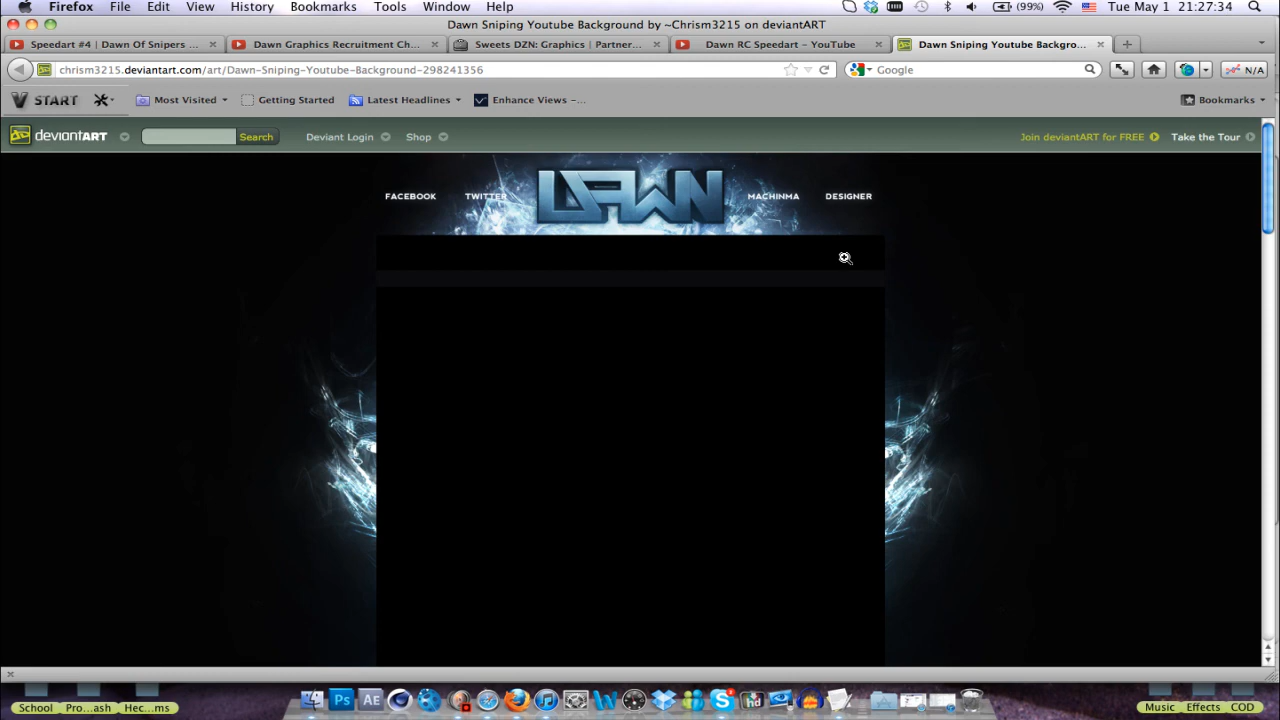 Firefox File Edit View History Bookmarks Tools Window Help (99%) Tue May 1 21:27:34
Dawn Sniping Youtube Background by ~Chrism3215 on deviantART
Speedart #4 | Dawn Of Snipers ... Dawn Graphics Recruitment Ch... Sweets DZN: Graphics | Partner... Dawn RC Speedart – YouTube Dawn Sniping Youtube Backgro...
chrism3215.deviantart.com/art/Dawn-Sniping-Youtube-Background-298241356 Google N/A
START Most Visited Getting Started Latest Headlines Enhance Views –... Bookmarks
deviantART Search Deviant Login Shop Join deviantART for FREE Take the Tour
FACEBOOK TWITTER DAWN MACHINMA DESIGNER
Ps AE hd
School Pro...ash Hec...ms Music Effects COD